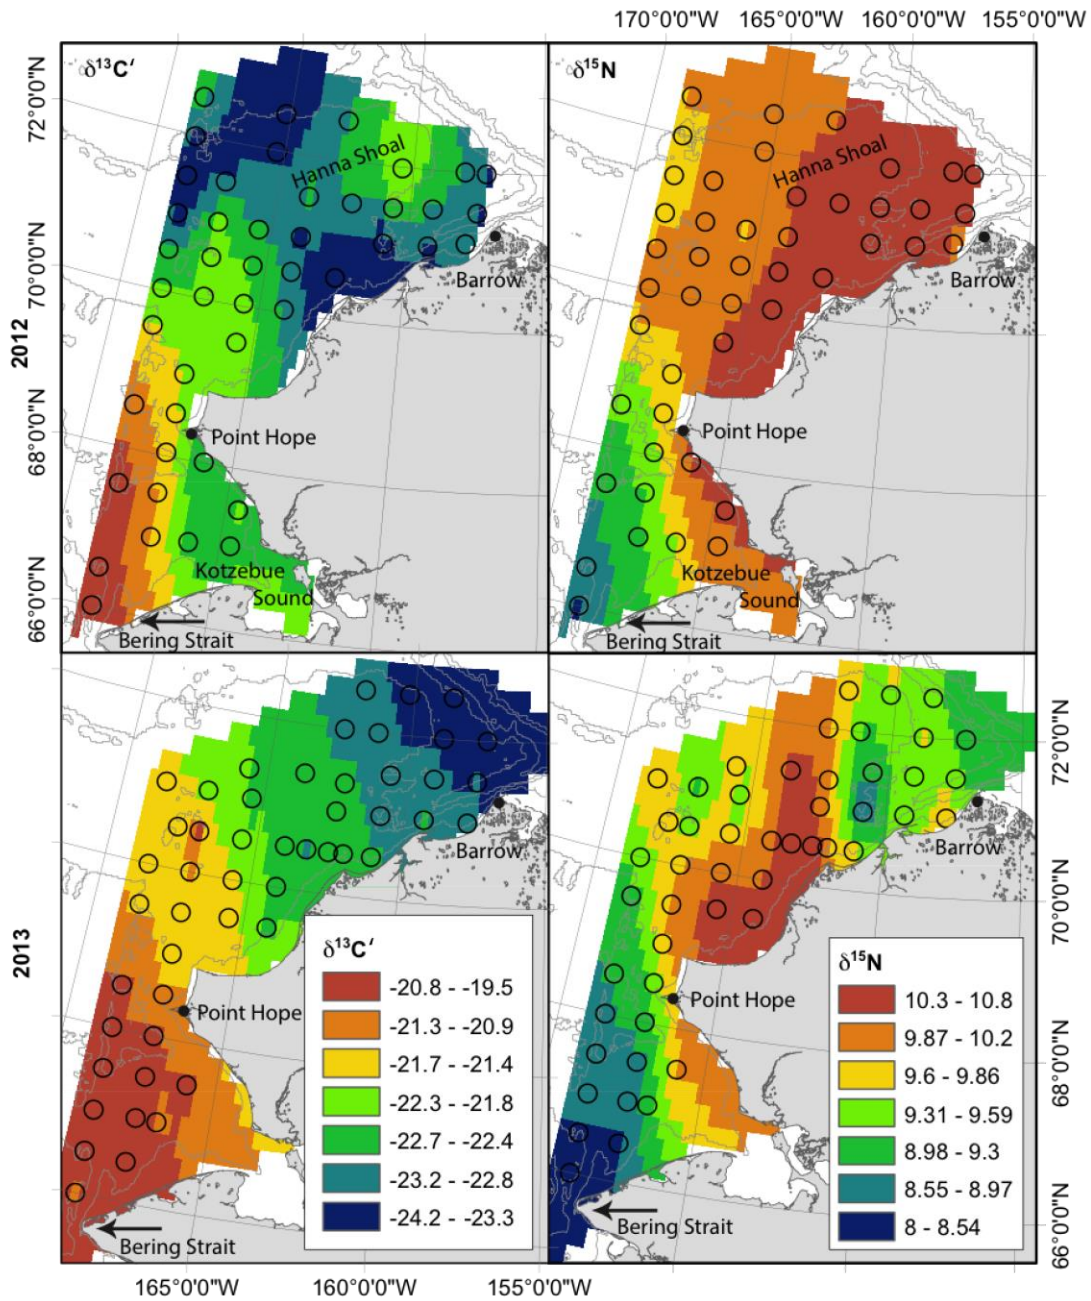 170°0'0"W 165°0'0"W 160°0'0"W 155°0'0"W
δ¹³C‘
δ¹⁵N
72°0'0"N
70°0'0"N
68°0'0"N
66°0'0"N
2012
Hanna Shoal
Barrow
Point Hope
Kotzebue
Sound
Bering Strait
Hanna Shoal
Barrow
Point Hope
Kotzebue
Sound
Bering Strait
2013
Barrow
Point Hope
Bering Strait
δ¹³C‘
-20.8 - -19.5
-21.3 - -20.9
-21.7 - -21.4
-22.3 - -21.8
-22.7 - -22.4
-23.2 - -22.8
-24.2 - -23.3
Barrow
Point Hope
Bering Strait
δ¹⁵N
10.3 - 10.8
9.87 - 10.2
9.6 - 9.86
9.31 - 9.59
8.98 - 9.3
8.55 - 8.97
8 - 8.54
72°0'0"N
70°0'0"N
68°0'0"N
66°0'0"N
165°0'0"W 160°0'0"W 155°0'0"W